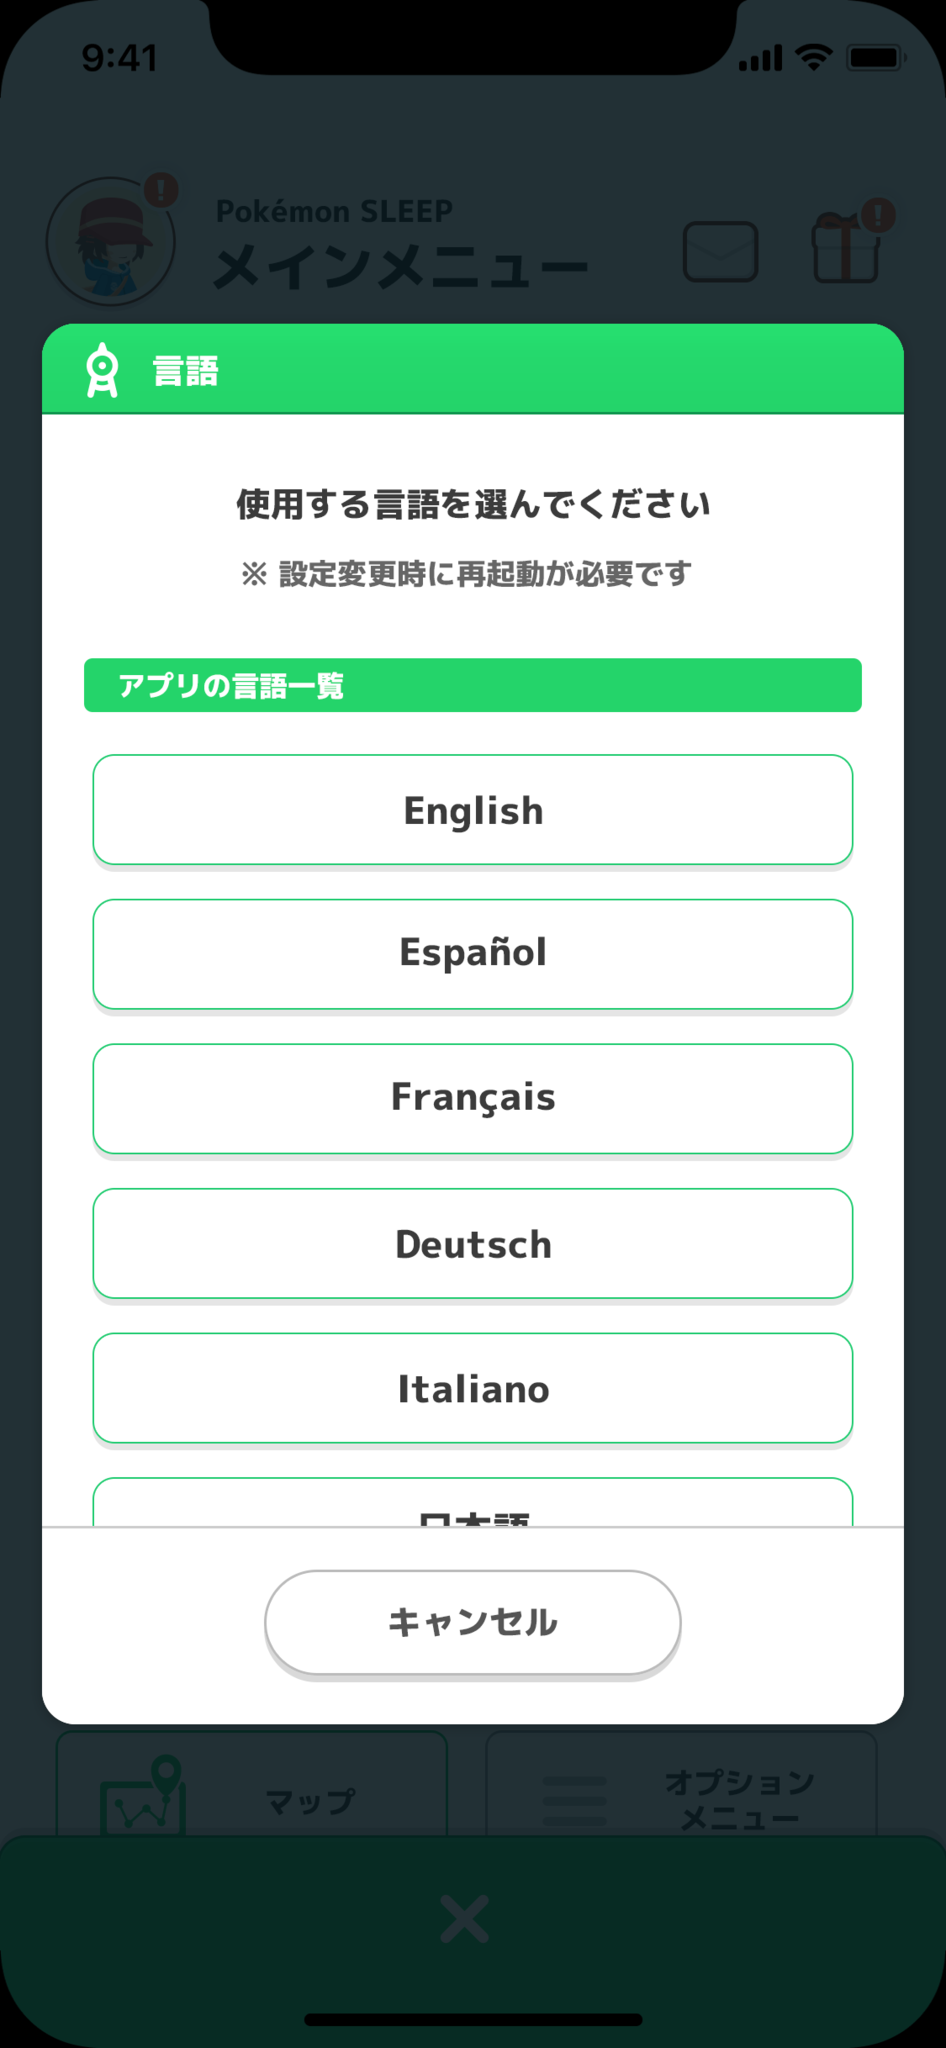 9:41
Pokémon SLEEP
メインメニュー
言語
使用する言語を選んでください
※ 設定変更時に再起動が必要です
アプリの言語一覧
English
Español
Français
Deutsch
Italiano
日本語
キャンセル
マップ
オプション
メニュー